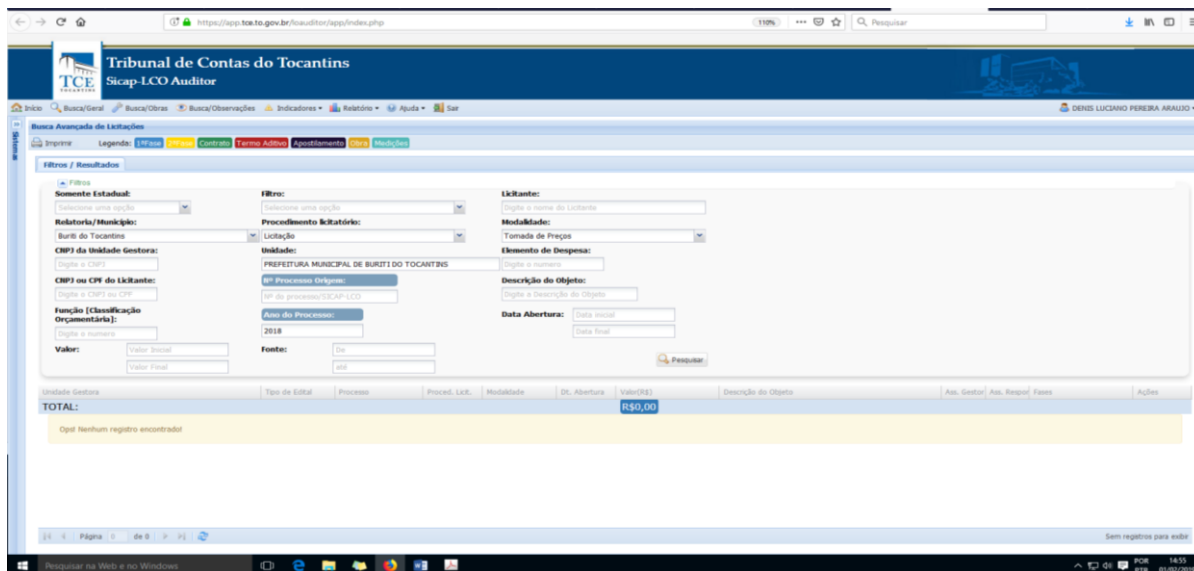 https://app.tce.to.gov.br/loauditor/app/index.php
110%
Pesquisar
Tribunal de Contas do Tocantins
Sicap-LCO Auditor
TCE
TOCANTINS
Início Busca/Geral Busca/Obras Busca/Observações Indicadores Relatório Ajuda Sair
DENIS LUCIANO PEREIRA ARAUJO
Sistemas
Busca Avançada de Licitações
Imprimir Legenda: 1ªFase 2ªFase Contrato Termo Aditivo Apostilamento Obra Medições
Filtros / Resultados
Filtros
Somente Estadual: Filtro: Licitante:
Selecione uma opção Selecione uma opção Digite o nome do Licitante
Relatoria/Município: Procedimento licitatório: Modalidade:
Buriti do Tocantins Licitação Tomada de Preços
CNPJ da Unidade Gestora: Unidade: Elemento de Despesa:
Digite o CNPJ PREFEITURA MUNICIPAL DE BURITI DO TOCANTINS Digite o numero
CNPJ ou CPF do Licitante: Nº Processo Origem: Descrição do Objeto:
Digite o CNPJ ou CPF Nº do processo/SICAP-LCO Digite a Descrição do Objeto
Função [Classificação Orçamentária]: Ano do Processo: Data Abertura: Data inicial
Digite o numero 2018 Data final
Valor: Valor Inicial Fonte: De
Pesquisar
Valor Final até
Unidade Gestora Tipo de Edital Processo Proced. Licit. Modalidade Dt. Abertura Valor(R$) Descrição do Objeto Ass. Gestor Ass. Respor Fases Ações
TOTAL: R$0,00
Ops! Nenhum registro encontrado!
Página 0 de 0
Sem registros para exibir
Pesquisar na Web e no Windows
POR 14:55
PTB 01/02/2019